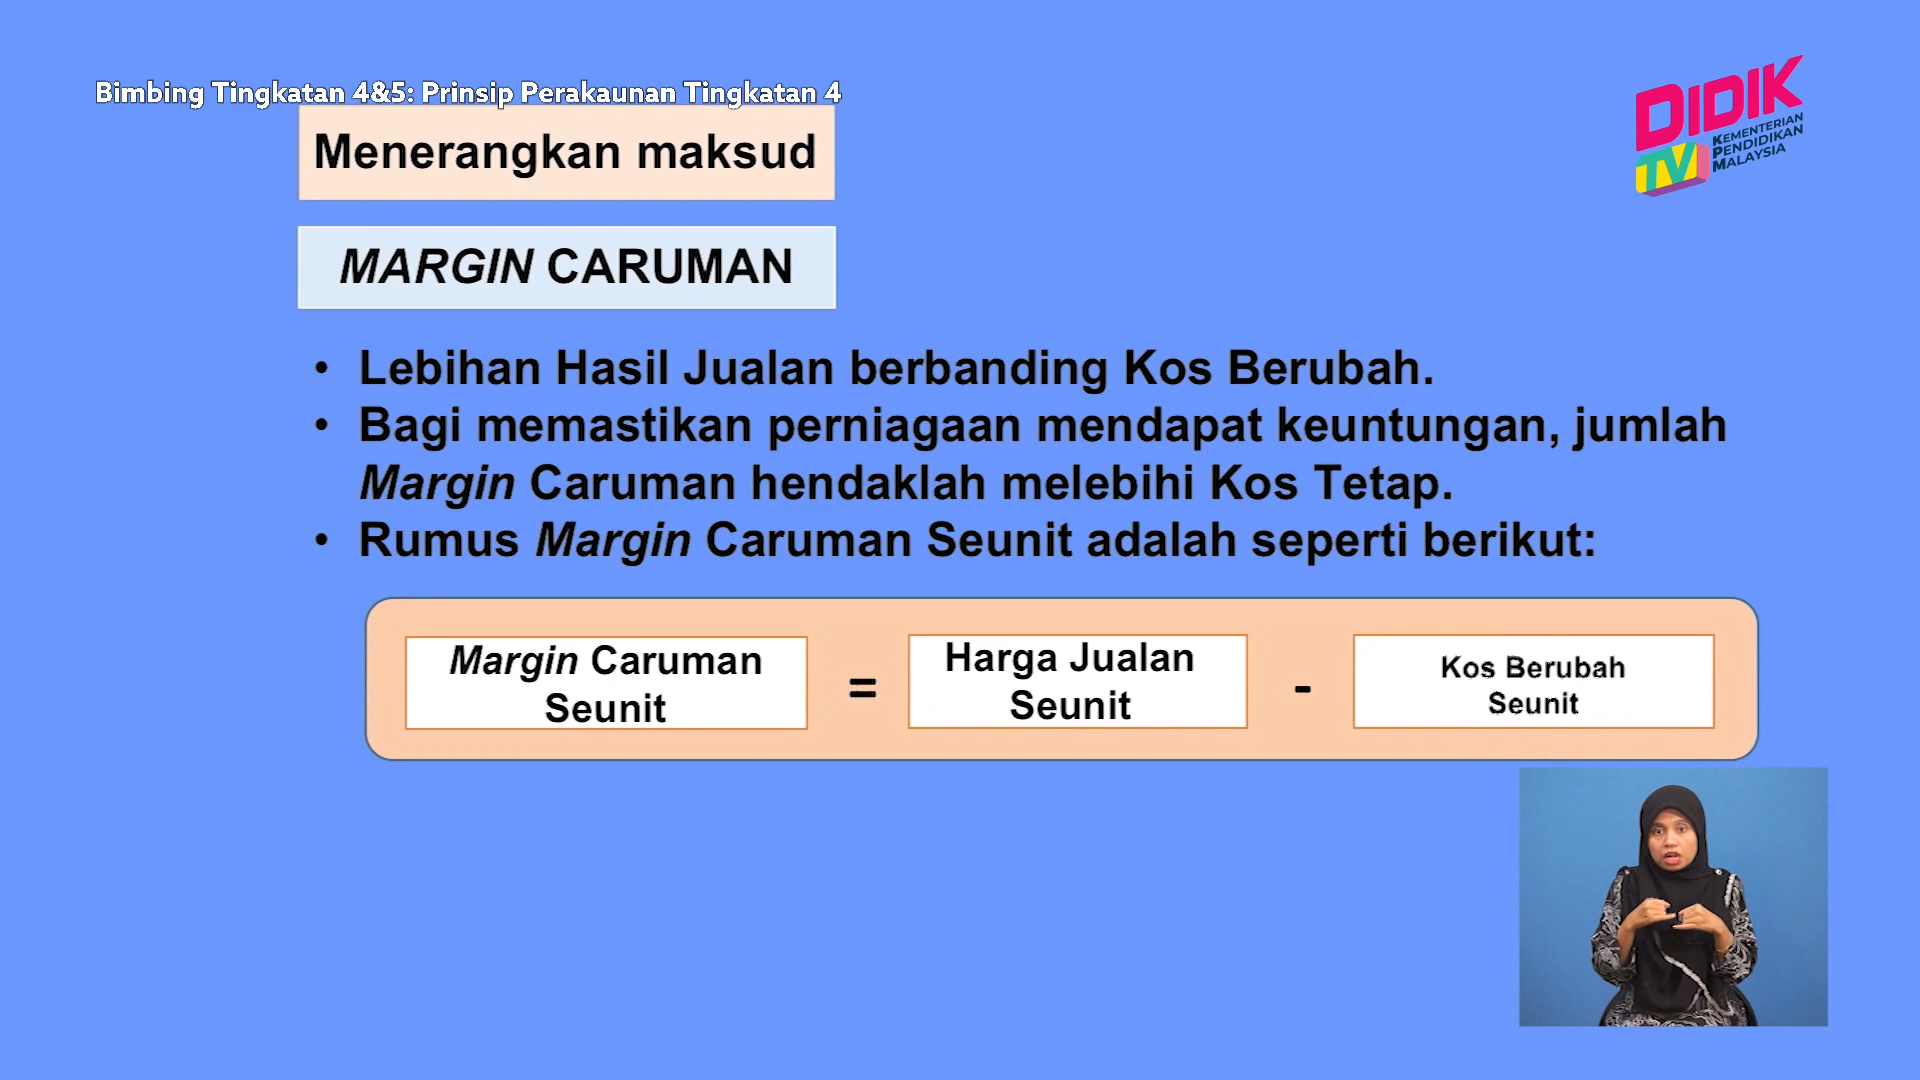 Bimbing Tingkatan 4&5: Prinsip Perakaunan Tingkatan 4
DIDIK
TV
KEMENTERIAN
PENDIDIKAN
MALAYSIA
Menerangkan maksud
MARGIN CARUMAN
• Lebihan Hasil Jualan berbanding Kos Berubah.
• Bagi memastikan perniagaan mendapat keuntungan, jumlah
Margin Caruman hendaklah melebihi Kos Tetap.
• Rumus Margin Caruman Seunit adalah seperti berikut:
Margin Caruman
Seunit
=
Harga Jualan
Seunit
-
Kos Berubah
Seunit